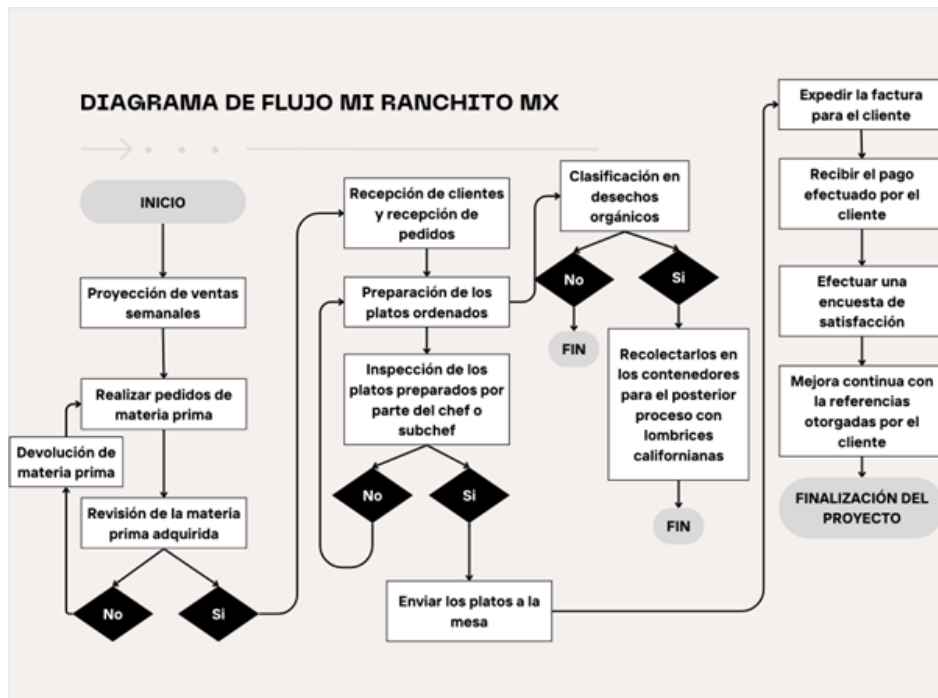 DIAGRAMA DE FLUJO MI RANCHITO MX
INICIO
Proyección de ventas
semanales
Realizar pedidos de
materia prima
Devolución de
materia prima
Revisión de la materia
prima adquirida
No
Si
Recepción de clientes
y recepción de
pedidos
Preparación de los
platos ordenados
Inspección de los
platos preparados por
parte del chef o
subchef
No
Si
Enviar los platos a la
mesa
Clasificación en
desechos
orgánicos
No
Si
FIN
Recolectarlos en
los contenedores
para el posterior
proceso con
lombrices
californianas
FIN
Expedir la factura
para el cliente
Recibir el pago
efectuado por el
cliente
Efectuar una
encuesta de
satisfacción
Mejora continua con
la referencias
otorgadas por el
cliente
FINALIZACIÓN DEL
PROYECTO